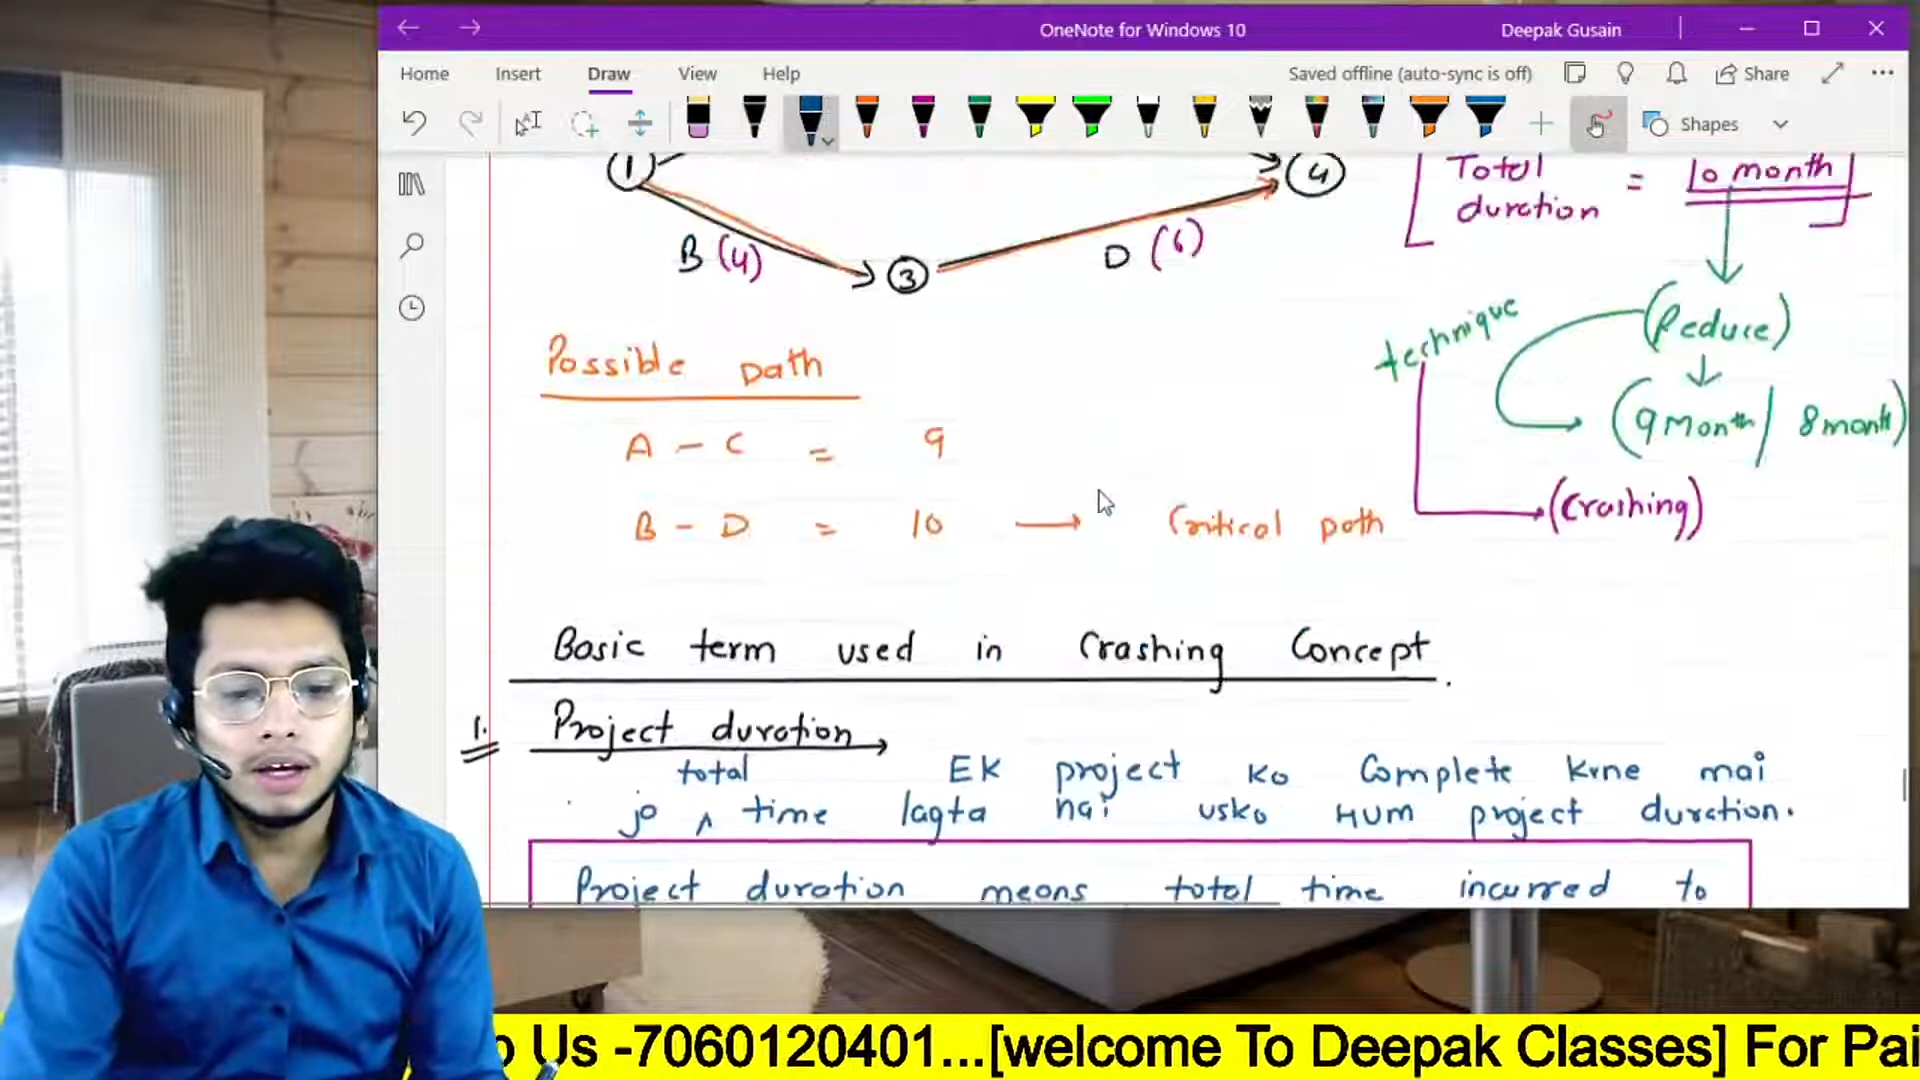 OneNote for Windows 10
Deepak Gusain
Home Insert Draw View Help
Saved offline (auto-sync is off)
Share
Shapes
1
4
B (4)
3
D (6)
Total
duration = 10 month
technique
(Reduce)
(9 Month / 8 month)
(Crashing)
Possible path
A - C = 9
B - D = 10 → Critical path
Basic term used in Crashing Concept.
1. Project duration
total EK project Ko Complete Krne mai
jo ^ time lagta hai usko HUM project duration.
Project duration means total time incurred to
o Us -7060120401...[welcome To Deepak Classes] For Pai